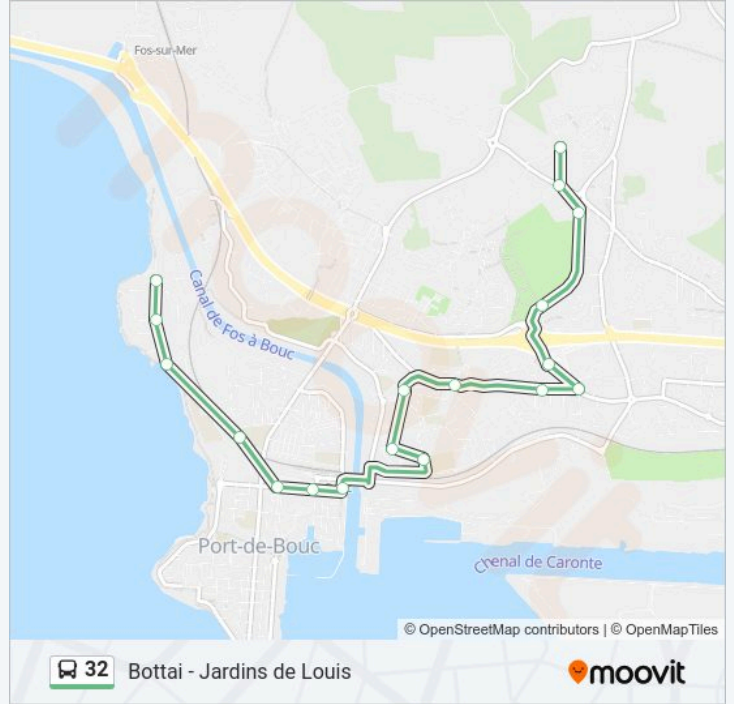 Fos-sur-Mer
Canal de Fos à Bouc
Port-de-Bouc
Chenal de Caronte
© OpenStreetMap contributors | © OpenMapTiles
32 Bottai - Jardins de Louis
moovit